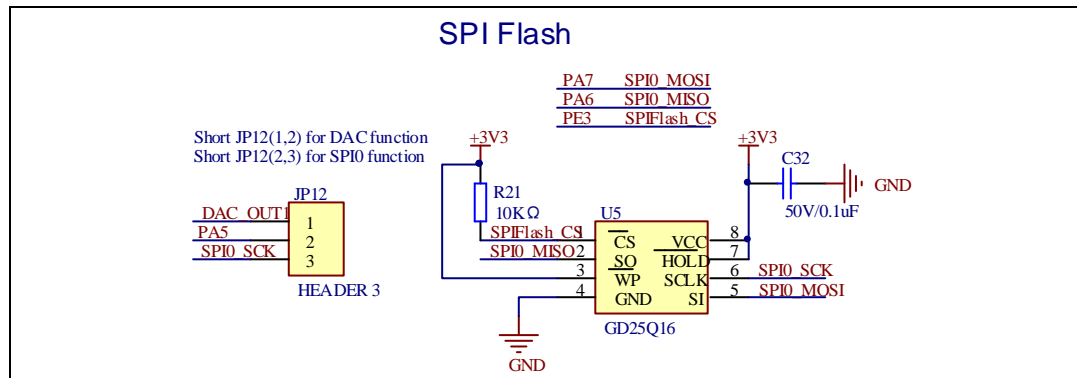 SPI Flash
PA7 SPI0_MOSI
PA6 SPI0_MISO
PE3 SPIFlash_CS
Short JP12(1,2) for DAC function
Short JP12(2,3) for SPI0 function
+3V3
+3V3
C32
GND
50V/0.1uF
JP12
DAC_OUT1 1
PA5 2
SPI0_SCK 3
HEADER 3
R21
10KΩ
U5
SPIFlash_CS 1 CS VCC 8
SPI0_MISO 2 SO HOLD 7
3 WP SCLK 6 SPI0_SCK
4 GND SI 5 SPI0_MOSI
GD25Q16
GND